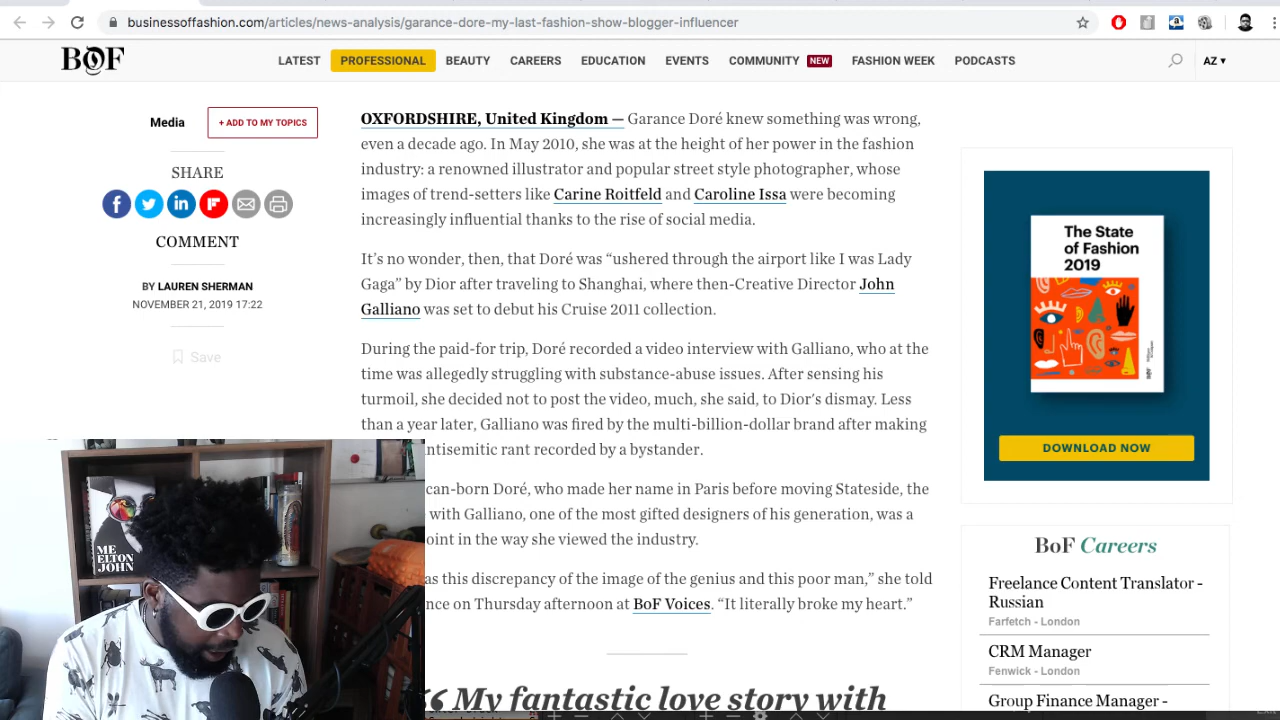 businessoffashion.com/articles/news-analysis/garance-dore-my-last-fashion-show-blogger-influencer
BOF
LATEST PROFESSIONAL BEAUTY CAREERS EDUCATION EVENTS COMMUNITY NEW FASHION WEEK PODCASTS AZ ▾
Media + ADD TO MY TOPICS
SHARE
COMMENT
BY LAUREN SHERMAN
NOVEMBER 21, 2019 17:22
Save
OXFORDSHIRE, United Kingdom — Garance Doré knew something was wrong,
even a decade ago. In May 2010, she was at the height of her power in the fashion
industry: a renowned illustrator and popular street style photographer, whose
images of trend-setters like Carine Roitfeld and Caroline Issa were becoming
increasingly influential thanks to the rise of social media.
It's no wonder, then, that Doré was “ushered through the airport like I was Lady
Gaga” by Dior after traveling to Shanghai, where then-Creative Director John
Galliano was set to debut his Cruise 2011 collection.
During the paid-for trip, Doré recorded a video interview with Galliano, who at the
time was allegedly struggling with substance-abuse issues. After sensing his
turmoil, she decided not to post the video, much, she said, to Dior's dismay. Less
than a year later, Galliano was fired by the multi-billion-dollar brand after making
ntisemitic rant recorded by a bystander.
can-born Doré, who made her name in Paris before moving Stateside, the
with Galliano, one of the most gifted designers of his generation, was a
oint in the way she viewed the industry.
as this discrepancy of the image of the genius and this poor man,” she told
nce on Thursday afternoon at BoF Voices. “It literally broke my heart.”
“ My fantastic love story with
The State
of Fashion
2019
DOWNLOAD NOW
BoF Careers
Freelance Content Translator -
Russian
Farfetch - London
CRM Manager
Fenwick - London
Group Finance Manager -
ME
ELTON
JOHN